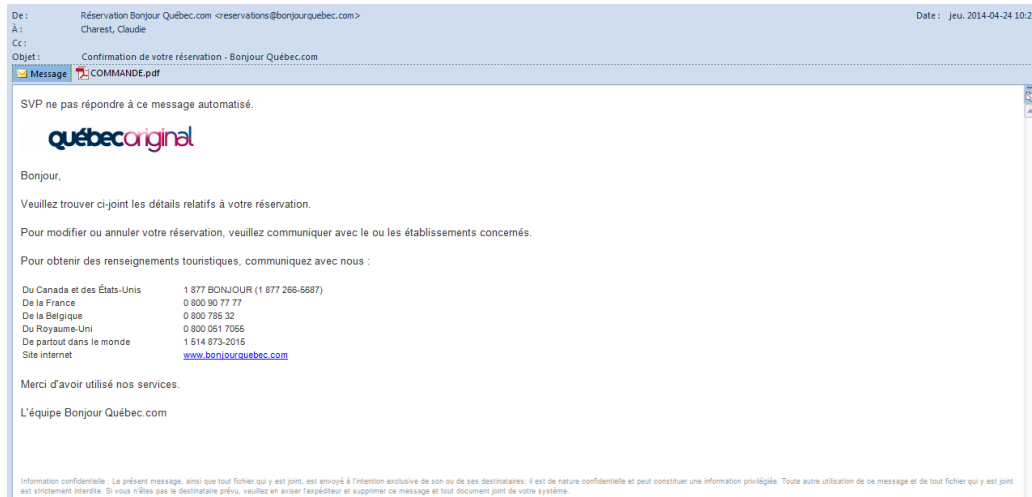 De : Réservation Bonjour Québec.com <reservations@bonjourquebec.com> Date : jeu. 2014-04-24 10:2
À : Charest, Claudie
Cc :
Objet : Confirmation de votre réservation - Bonjour Québec.com
Message COMMANDE.pdf
SVP ne pas répondre à ce message automatisé.
québecoriginal
Bonjour,
Veuillez trouver ci-joint les détails relatifs à votre réservation.
Pour modifier ou annuler votre réservation, veuillez communiquer avec le ou les établissements concernés.
Pour obtenir des renseignements touristiques, communiquez avec nous :
Du Canada et des États-Unis 1 877 BONJOUR (1 877 266-5687)
De la France 0 800 90 77 77
De la Belgique 0 800 785 32
Du Royaume-Uni 0 800 051 7055
De partout dans le monde 1 514 873-2015
Site internet www.bonjourquebec.com
Merci d'avoir utilisé nos services.
L'équipe Bonjour Québec.com
Information confidentielle : Le présent message, ainsi que tout fichier qui y est joint, est envoyé à l'intention exclusive de son ou de ses destinataires; il est de nature confidentielle et peut constituer une information privilégiée. Toute autre utilisation de ce message et de tout fichier qui y est joint
est strictement interdite. Si vous n'êtes pas le destinataire prévu, veuillez en aviser l'expéditeur et supprimer ce message et tout document joint de votre système.